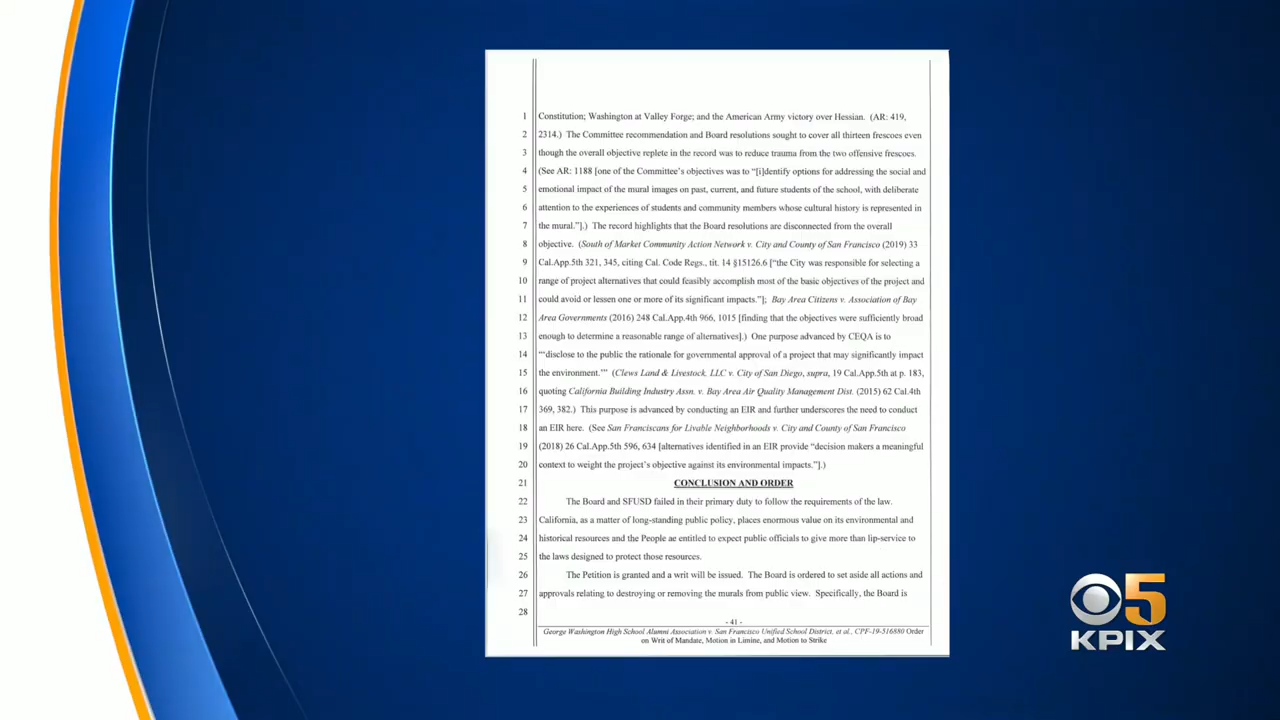 1 Constitution; Washington at Valley Forge; and the American Army victory over Hessian. (AR: 419,
2 2314.) The Committee recommendation and Board resolutions sought to cover all thirteen frescoes even
3 though the overall objective replete in the record was to reduce trauma from the two offensive frescoes.
4 (See AR: 1188 [one of the Committee's objectives was to "[i]dentify options for addressing the social and
5 emotional impact of the mural images on past, current, and future students of the school, with deliberate
6 attention to the experiences of students and community members whose cultural history is represented in
7 the mural."].) The record highlights that the Board resolutions are disconnected from the overall
8 objective. (South of Market Community Action Network v. City and County of San Francisco (2019) 33
9 Cal.App.5th 321, 345, citing Cal. Code Regs., tit. 14 §15126.6 ["the City was responsible for selecting a
10 range of project alternatives that could feasibly accomplish most of the basic objectives of the project and
11 could avoid or lessen one or more of its significant impacts."]; Bay Area Citizens v. Association of Bay
12 Area Governments (2016) 248 Cal.App.4th 966, 1015 [finding that the objectives were sufficiently broad
13 enough to determine a reasonable range of alternatives].) One purpose advanced by CEQA is to
14 "'disclose to the public the rationale for governmental approval of a project that may significantly impact
15 the environment.'" (Clews Land & Livestock, LLC v. City of San Diego, supra, 19 Cal.App.5th at p. 183,
16 quoting California Building Industry Assn. v. Bay Area Air Quality Management Dist. (2015) 62 Cal.4th
17 369, 382.) This purpose is advanced by conducting an EIR and further underscores the need to conduct
18 an EIR here. (See San Franciscans for Livable Neighborhoods v. City and County of San Francisco
19 (2018) 26 Cal.App.5th 596, 634 [alternatives identified in an EIR provide "decision makers a meaningful
20 context to weight the project's objective against its environmental impacts."].)
21 CONCLUSION AND ORDER
22 The Board and SFUSD failed in their primary duty to follow the requirements of the law.
23 California, as a matter of long-standing public policy, places enormous value on its environmental and
24 historical resources and the People ae entitled to expect public officials to give more than lip-service to
25 the laws designed to protect those resources.
26 The Petition is granted and a writ will be issued. The Board is ordered to set aside all actions and
27 approvals relating to destroying or removing the murals from public view. Specifically, the Board is
28
- 41 -
George Washington High School Alumni Association v. San Francisco Unified School District, et al., CPF-19-516880 Order
on Writ of Mandate, Motion in Limine, and Motion to Strike
5
KPIX